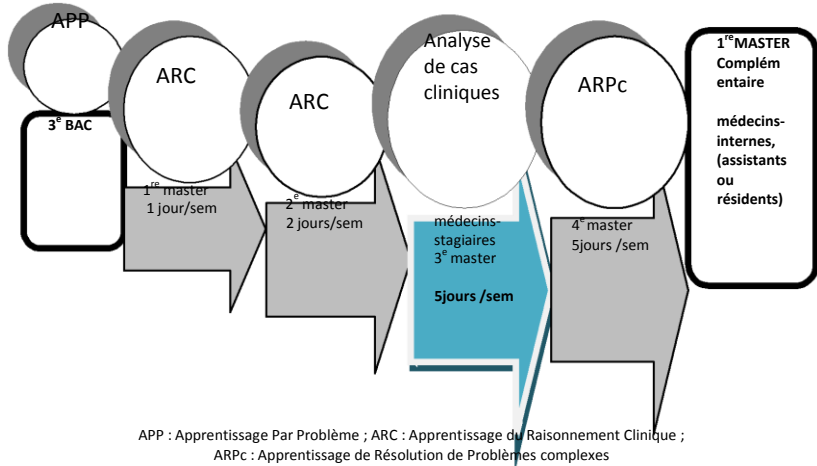 APP
3e BAC
ARC
1re master
1 jour/sem
ARC
2e master
2 jours/sem
Analyse
de cas
cliniques
médecins-
stagiaires
3e master
5jours /sem
ARPc
4e master
5jours /sem
1re MASTER
Complém
entaire
médecins-
internes,
(assistants
ou
résidents)
APP : Apprentissage Par Problème ; ARC : Apprentissage du Raisonnement Clinique ;
ARPc : Apprentissage de Résolution de Problèmes complexes